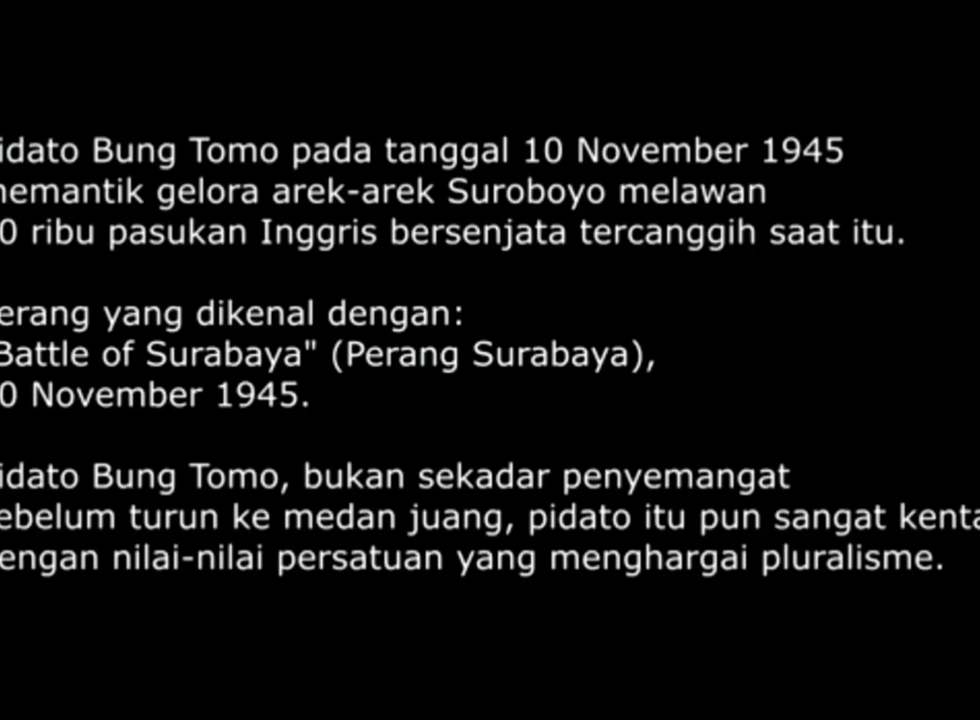 idato Bung Tomo pada tanggal 10 November 1945
nemantik gelora arek-arek Suroboyo melawan
0 ribu pasukan Inggris bersenjata tercanggih saat itu.
erang yang dikenal dengan:
Battle of Surabaya" (Perang Surabaya),
0 November 1945.
idato Bung Tomo, bukan sekadar penyemangat
ebelum turun ke medan juang, pidato itu pun sangat kenta
engan nilai-nilai persatuan yang menghargai pluralisme.